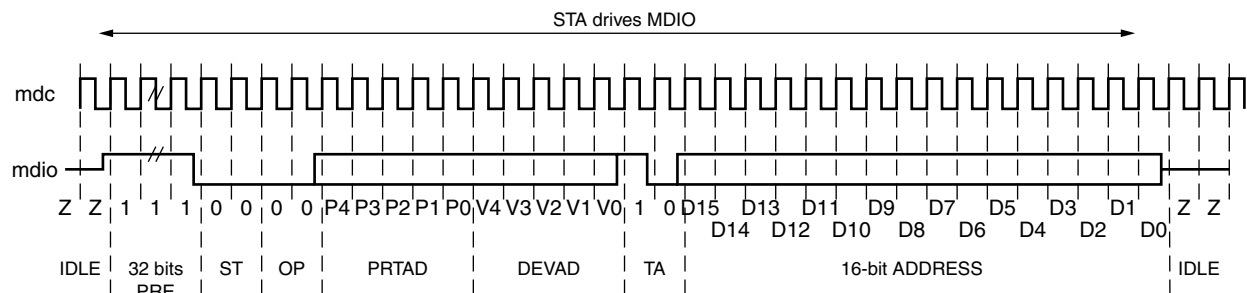 STA drives MDIO
mdc
mdio
Z Z 1 1 1 0 0 0 0 P4 P3 P2 P1 P0 V4 V3 V2 V1 V0 1 0 D15 D13 D11 D9 D7 D5 D3 D1 Z Z
D14 D12 D10 D8 D6 D4 D2 D0
IDLE 32 bits ST OP PRTAD DEVAD TA 16-bit ADDRESS IDLE
PRE